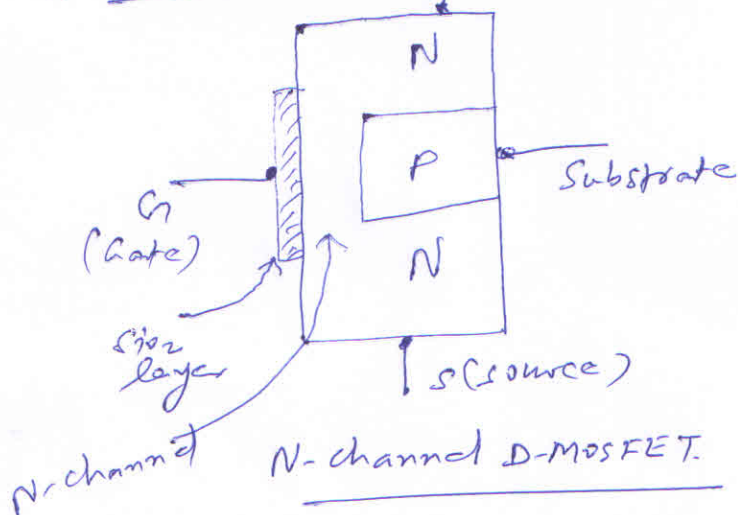 N
P
Substrate
G
(Gate)
N
SiO2
layer
S(source)
N-channel
N-channel D-MOSFET.